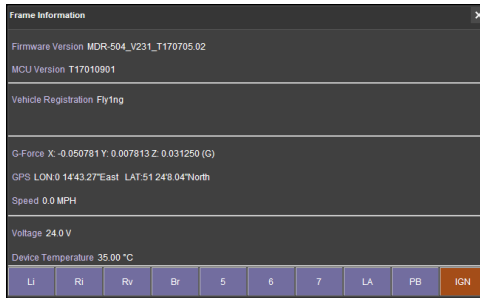 Frame Information
Firmware Version MDR-504_V231_T170705.02
MCU Version T17010901
Vehicle Registration Fly1ng
G-Force X: -0.050781 Y: 0.007813 Z: 0.031250 (G)
GPS LON:0 14'43.27"East LAT:51 24'8.04"North
Speed 0.0 MPH
Voltage 24.0 V
Device Temperature 35.00 °C
Li Ri Rv Br 5 6 7 LA PB IGN